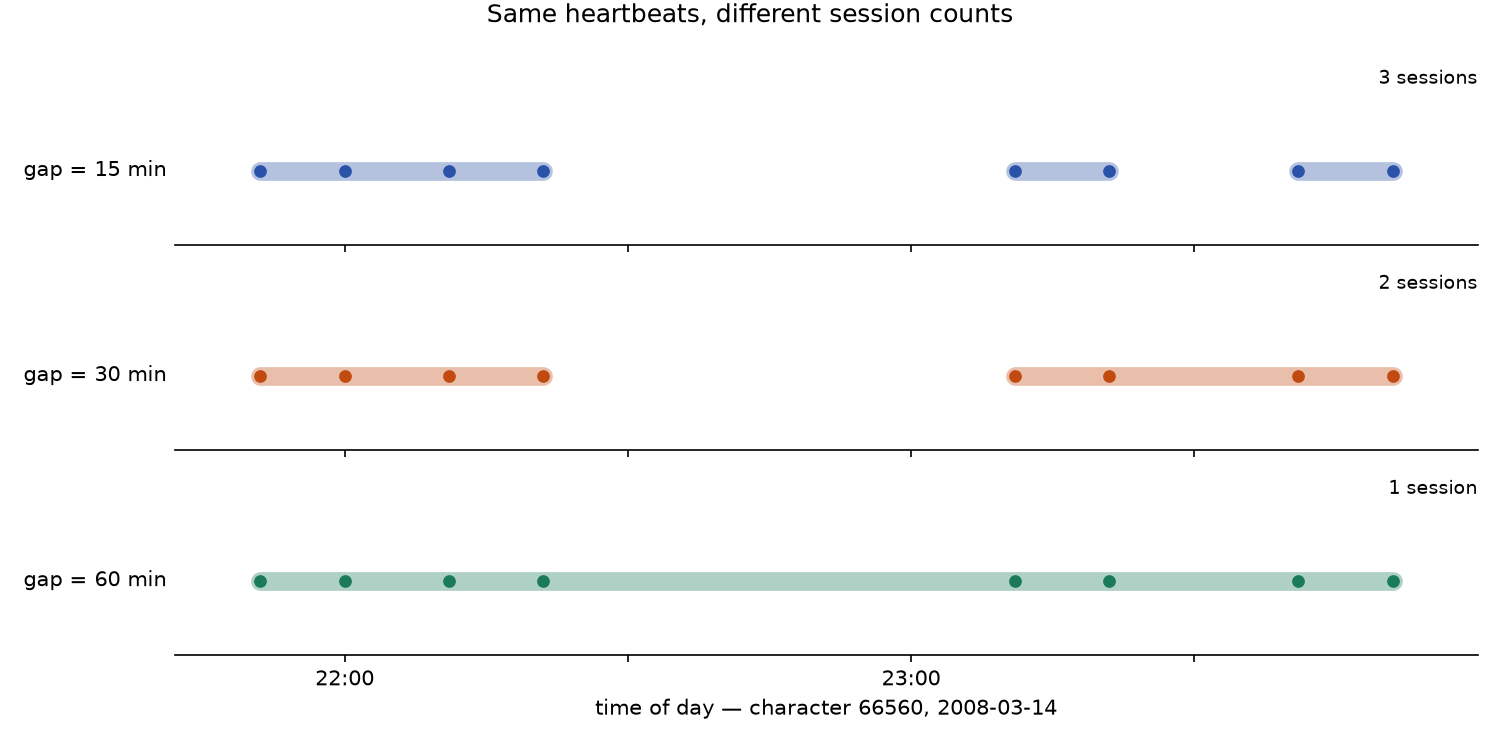 Same heartbeats, different session counts
3 sessions
gap = 15 min
2 sessions
gap = 30 min
1 session
gap = 60 min
22:00 23:00
time of day — character 66560, 2008-03-14